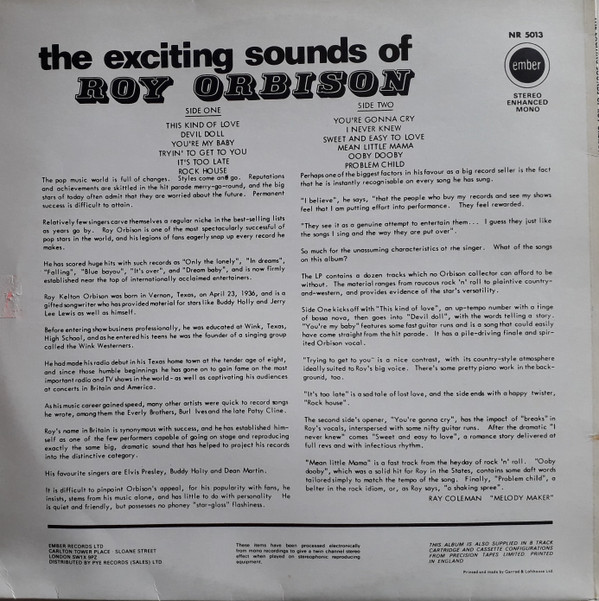 NR 5013
the exciting sounds of
ROY ORBISON
ember
STEREO
ENHANCED
MONO
SIDE ONE
THIS KIND OF LOVE
DEVIL DOLL
YOU'RE MY BABY
TRYIN' TO GET TO YOU
IT'S TOO LATE
ROCK HOUSE
SIDE TWO
YOU'RE GONNA CRY
I NEVER KNEW
SWEET AND EASY TO LOVE
MEAN LITTLE MAMA
OOBY DOOBY
PROBLEM CHILD
The pop music world is full of changes. Styles come and go. Reputations
and achievements are skittled in the hit parade merry-go-round, and the big
stars of today often admit that they are worried about the future. Permanent
success is difficult to attain.
Relatively few singers carve themselves a regular niche in the best-selling lists
as years go by. Roy Orbison is one of the most spectacularly successful of
pop stars in the world, and his legions of fans eagerly snap up every record he
makes.
He has scored huge hits with such records as "Only the lonely", "In dreams",
"Falling", "Blue bayou", "It's over", and "Dream baby", and is now firmly
established near the top of internationally acclaimed entertainers.
Roy Kelton Orbison was born in Vernon, Texas, on April 23, 1936, and is a
gifted songwriter who has provided material for stars like Buddy Holly and Jerry
Lee Lewis as well as himself.
Before entering show business professionally, he was educated at Wink, Texas,
High School, and as he entered his teens he was the founder of a singing group
called the Wink Westerners.
He had made his radio debut in his Texas home town at the tender age of eight,
and since those humble beginnings he has gone on to gain fame on the most
important radio and TV shows in the world - as well as captivating his audiences
at concerts in Britain and America.
As his music career gained speed, many other artists were quick to record songs
he wrote, among them the Everly Brothers, Burl Ives and the late Patsy Cline.
Roy's name in Britain is synonymous with success, and he has established him-
self as one of the few performers capable of going on stage and reproducing
exactly the same big, dramatic sound that has helped to project his records
into the distinctive category.
His favourite singers are Elvis Presley, Buddy Holly and Dean Martin.
It is difficult to pinpoint Orbison's appeal, for his popularity with fans, he
insists, stems from his music alone, and has little to do with personality He
is quiet and friendly, but possesses no phoney "star-gloss" flashiness.
Perhaps one of the biggest factors in his favour as a big record seller is the fact
that he is instantly recognisable on every song he has sung.
"I believe", he says, "that the people who buy my records and see my shows
feel that I am putting effort into performance. They feel rewarded.
"They see it as a genuine attempt to entertain them... I guess they just like
the songs I sing and the way they are put over".
So much for the unassuming characteristics of the singer. What of the songs
on this album?
The LP contains a dozen tracks which no Orbison collector can afford to be
without. The material ranges from raucous rock 'n' roll to plaintive country-
and-western, and provides evidence of the star's versatility.
Side One kicks off with "This kind of love", an up-tempo number with a tinge
of bossa nova, then goes into "Devil doll", with the words telling a story.
"You're my baby" features some fast guitar runs and is a song that could easily
have come straight from the hit parade. It has a pile-driving finale and spir-
ited Orbison vocal.
"Trying to get to you" is a nice contrast, with its country-style atmosphere
ideally suited to Roy's big voice. There's some pretty piano work in the back-
ground, too.
"It's too late" is a sad tale of lost love, and the side ends with a happy twister,
"Rock house".
The second side's opener, "You're gonna cry", has the impact of "breaks" in
Roy's vocals, interspersed with some nifty guitar runs. After the dramatic "I
never knew" comes "Sweet and easy to love", a romance story delivered at
full revs and with infectious rhythm.
"Mean little Mama" is a fast track from the heyday of rock 'n' roll. "Ooby
dooby", which was a solid hit for Roy in the States, contains some daft words
tailored simply to match the tempo of the song. Finally, "Problem child", a
belter in the rock idiom, or, as Roy says, "a shaking spree".
RAY COLEMAN "MELODY MAKER"
EMBER RECORDS LTD
CARLTON TOWER PLACE · SLOANE STREET
LONDON SW1X 9PZ
DISTRIBUTED BY PYE RECORDS (SALES) LTD
These items have been processed electronically
from mono recordings to give a two channel stereo
effect when played on stereophonic reproducing
equipment.
THIS ALBUM IS ALSO SUPPLIED IN 8 TRACK
CARTRIDGE AND CASSETTE CONFIGURATIONS
FROM PRECISION TAPES LIMITED. PRINTED
IN ENGLAND
Printed and made by Garrod & Lofthouse Ltd